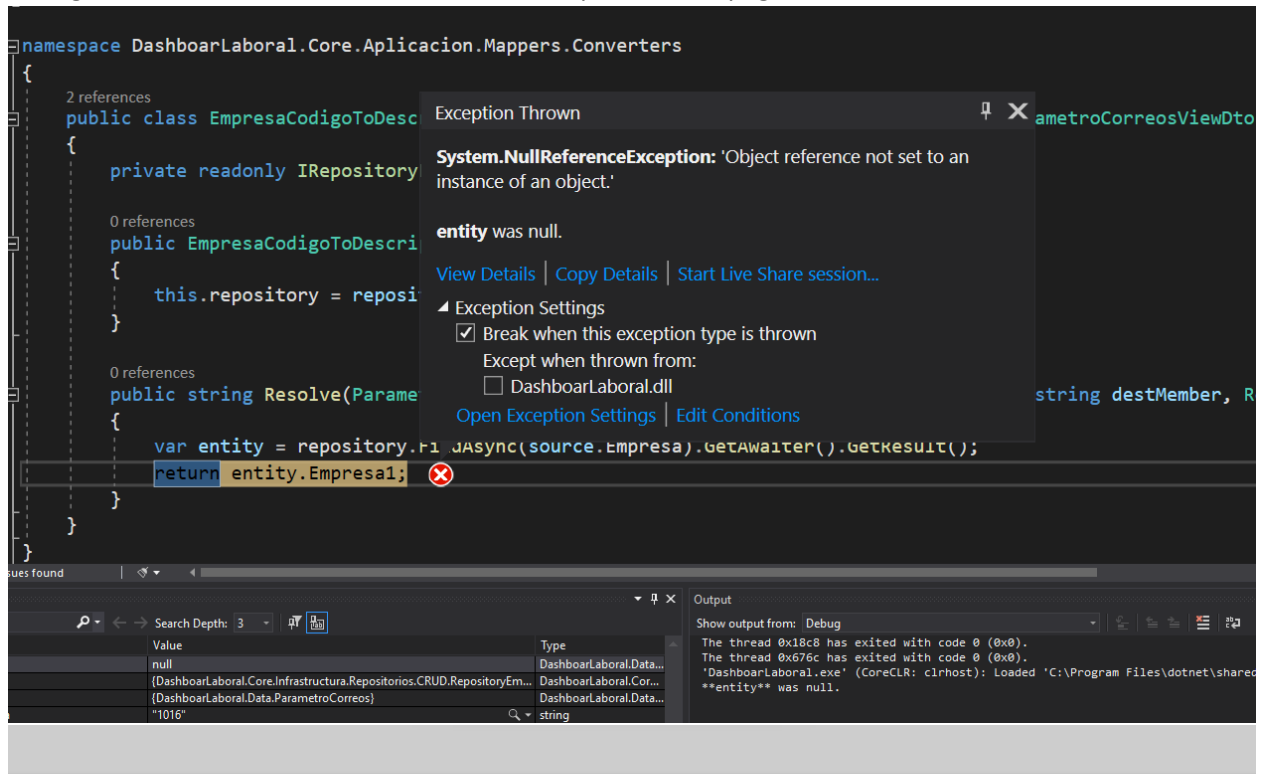 namespace DashboarLaboral.Core.Aplicacion.Mappers.Converters
{
2 references
public class EmpresaCodigoToDesc
ametroCorreosViewDto
{
private readonly IRepository
0 references
public EmpresaCodigoToDescri
{
this.repository = reposi
}
0 references
public string Resolve(Parame
string destMember, R
{
var entity = repository.FindAsync(source.Empresa).GetAwaiter().GetResult();
return entity.Empresa1;
}
}
}
Exception Thrown
System.NullReferenceException: 'Object reference not set to an
instance of an object.'
entity was null.
View Details | Copy Details | Start Live Share session...
Exception Settings
Break when this exception type is thrown
Except when thrown from:
DashboarLaboral.dll
Open Exception Settings | Edit Conditions
sues found
Search Depth: 3
Value Type
null DashboarLaboral.Data...
{DashboarLaboral.Core.Infrastructura.Repositorios.CRUD.RepositoryEm... DashboarLaboral.Cor...
{DashboarLaboral.Data.ParametroCorreos} DashboarLaboral.Data...
"1016" string
Output
Show output from: Debug
The thread 0x18c8 has exited with code 0 (0x0).
The thread 0x676c has exited with code 0 (0x0).
'DashboarLaboral.exe' (CoreCLR: clrhost): Loaded 'C:\Program Files\dotnet\shared
**entity** was null.